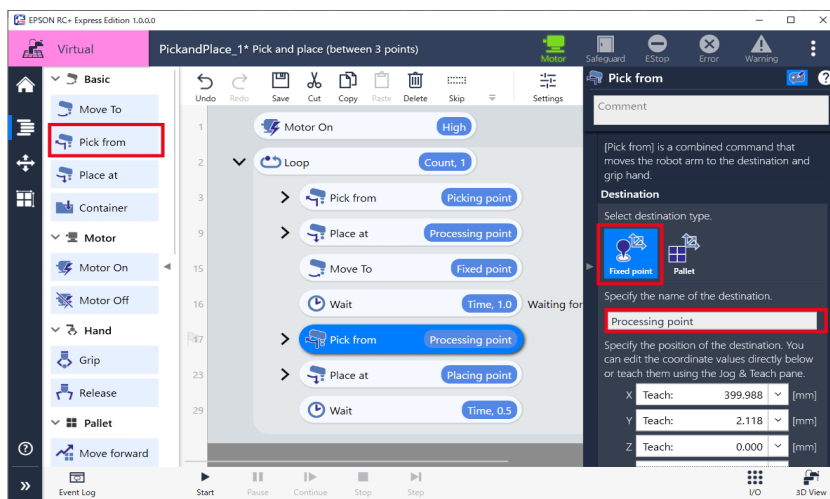 EPSON RC+ Express Edition 1.0.0.0
Virtual
PickandPlace_1* Pick and place (between 3 points)
Motor
Safeguard
EStop
Error
Warning
Basic
Move To
Pick from
Place at
Container
Motor
Motor On
Motor Off
Hand
Grip
Release
Pallet
Move forward
Undo
Redo
Save
Cut
Copy
Paste
Delete
Skip
Settings
1 Motor On High
2 Loop Count, 1
3 Pick from Picking point
9 Place at Processing point
15 Move To Fixed point
16 Wait Time, 1.0 Waiting for
17 Pick from Processing point
23 Place at Placing point
29 Wait Time, 0.5
Pick from
Comment
[Pick from] is a combined command that
moves the robot arm to the destination and
grip hand.
Destination
Select destination type.
Fixed point
Pallet
Specify the name of the destination.
Processing point
Specify the position of the destination. You
can edit the coordinate values directly below
or teach them using the Jog & Teach pane.
X Teach: 399.988 [mm]
Y Teach: 2.118 [mm]
Z Teach: 0.000 [mm]
Event Log
Start
Pause
Continue
Stop
Step
I/O
3D View